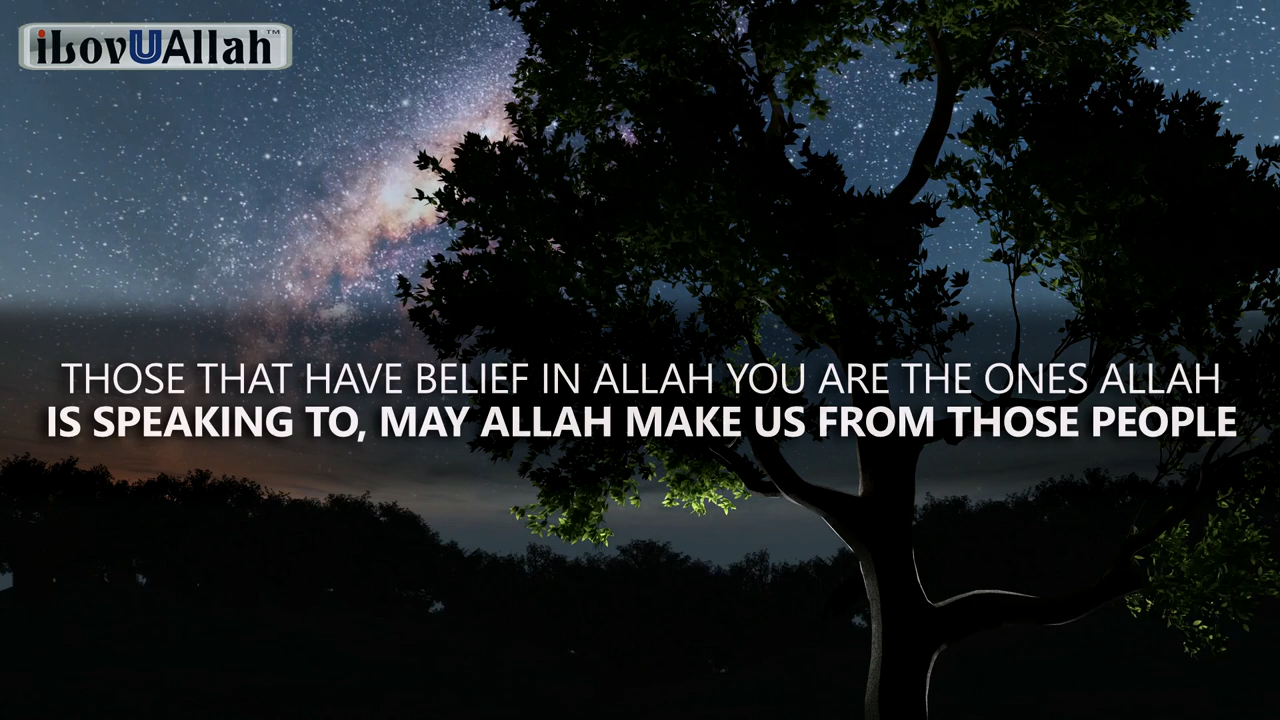 iLovUAllah™
THOSE THAT HAVE BELIEF IN ALLAH YOU ARE THE ONES ALLAH
IS SPEAKING TO, MAY ALLAH MAKE US FROM THOSE PEOPLE